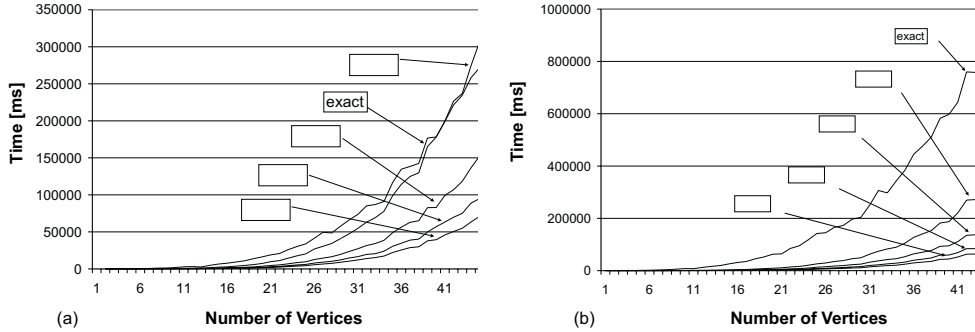 350000
300000
250000
200000
150000
100000
50000
0
Time [ms]
exact
1 6 11 16 21 26 31 36 41
(a) Number of Vertices
1000000
800000
600000
400000
200000
0
Time [ms]
exact
1 6 11 16 21 26 31 36 41
(b) Number of Vertices